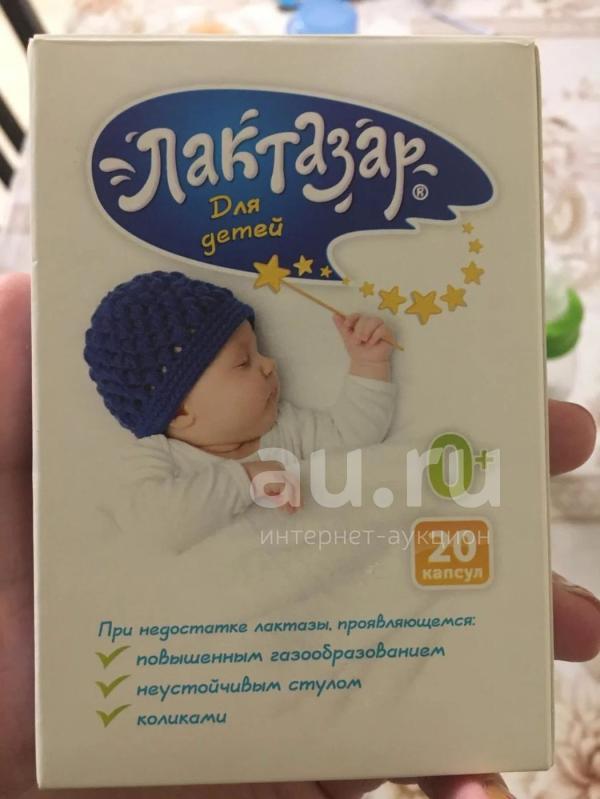 Лактазар®
Для
детей
0+
au.ru
интернет-аукцион
20
капсул
При недостатке лактазы, проявляющемся:
повышенным газообразованием
неустойчивым стулом
коликами